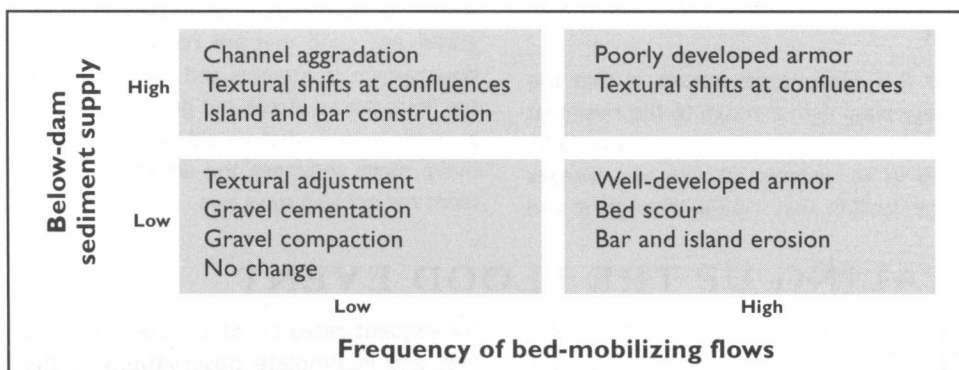 Below-dam
sediment supply
High
Channel aggradation
Textural shifts at confluences
Island and bar construction
Poorly developed armor
Textural shifts at confluences
Low
Textural adjustment
Gravel cementation
Gravel compaction
No change
Well-developed armor
Bed scour
Bar and island erosion
Low
High
Frequency of bed-mobilizing flows